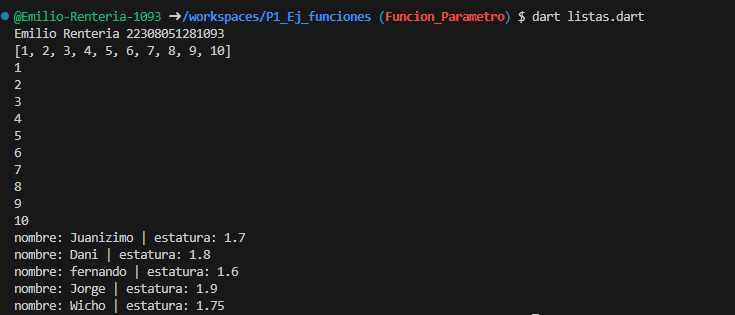 @Emilio-Renteria-1093 ➜ /workspaces/P1_Ej_funciones (Funcion_Parametro) $ dart listas.dart
Emilio Renteria 22308051281093
[1, 2, 3, 4, 5, 6, 7, 8, 9, 10]
1
2
3
4
5
6
7
8
9
10
nombre: Juanizimo | estatura: 1.7
nombre: Dani | estatura: 1.8
nombre: fernando | estatura: 1.6
nombre: Jorge | estatura: 1.9
nombre: Wicho | estatura: 1.75